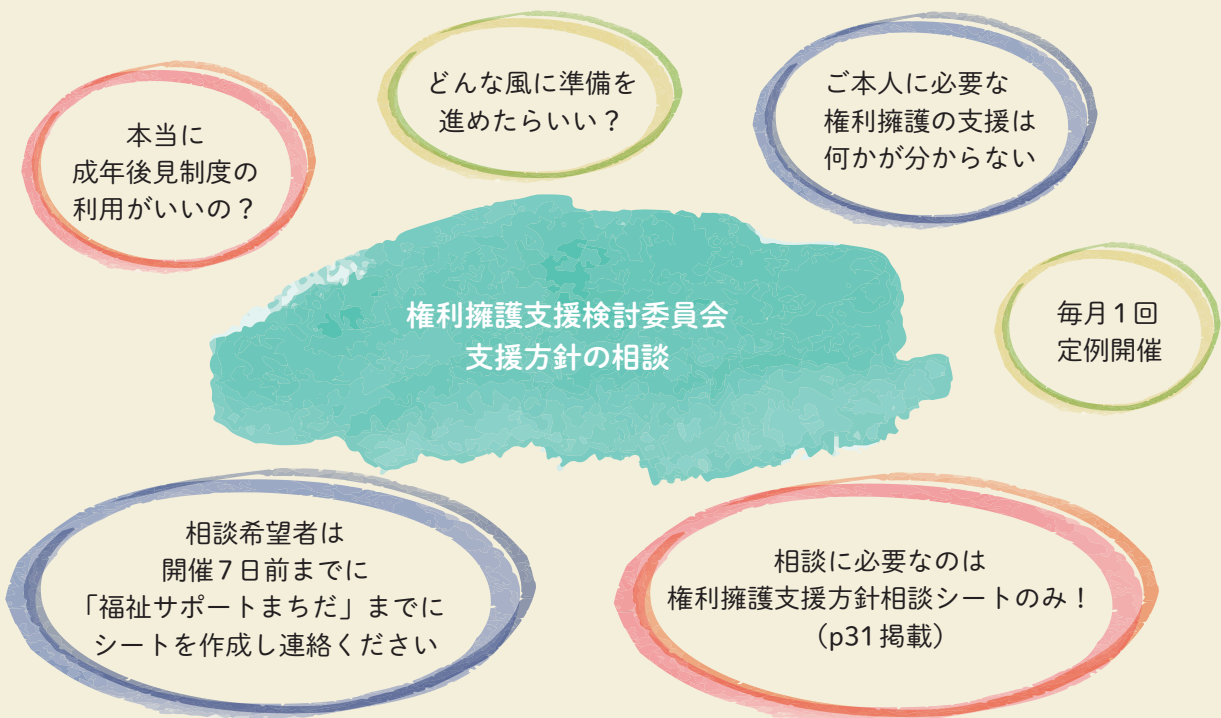 本当に
成年後見制度の
利用がいいの？
どんな風に準備を
進めたらいい？
ご本人に必要な
権利擁護の支援は
何かが分からない
権利擁護支援検討委員会
支援方針の相談
毎月1回
定例開催
相談希望者は
開催7日前までに
「福祉サポートまちだ」までに
シートを作成し連絡ください
相談に必要なのは
権利擁護支援方針相談シートのみ！
（p31掲載）